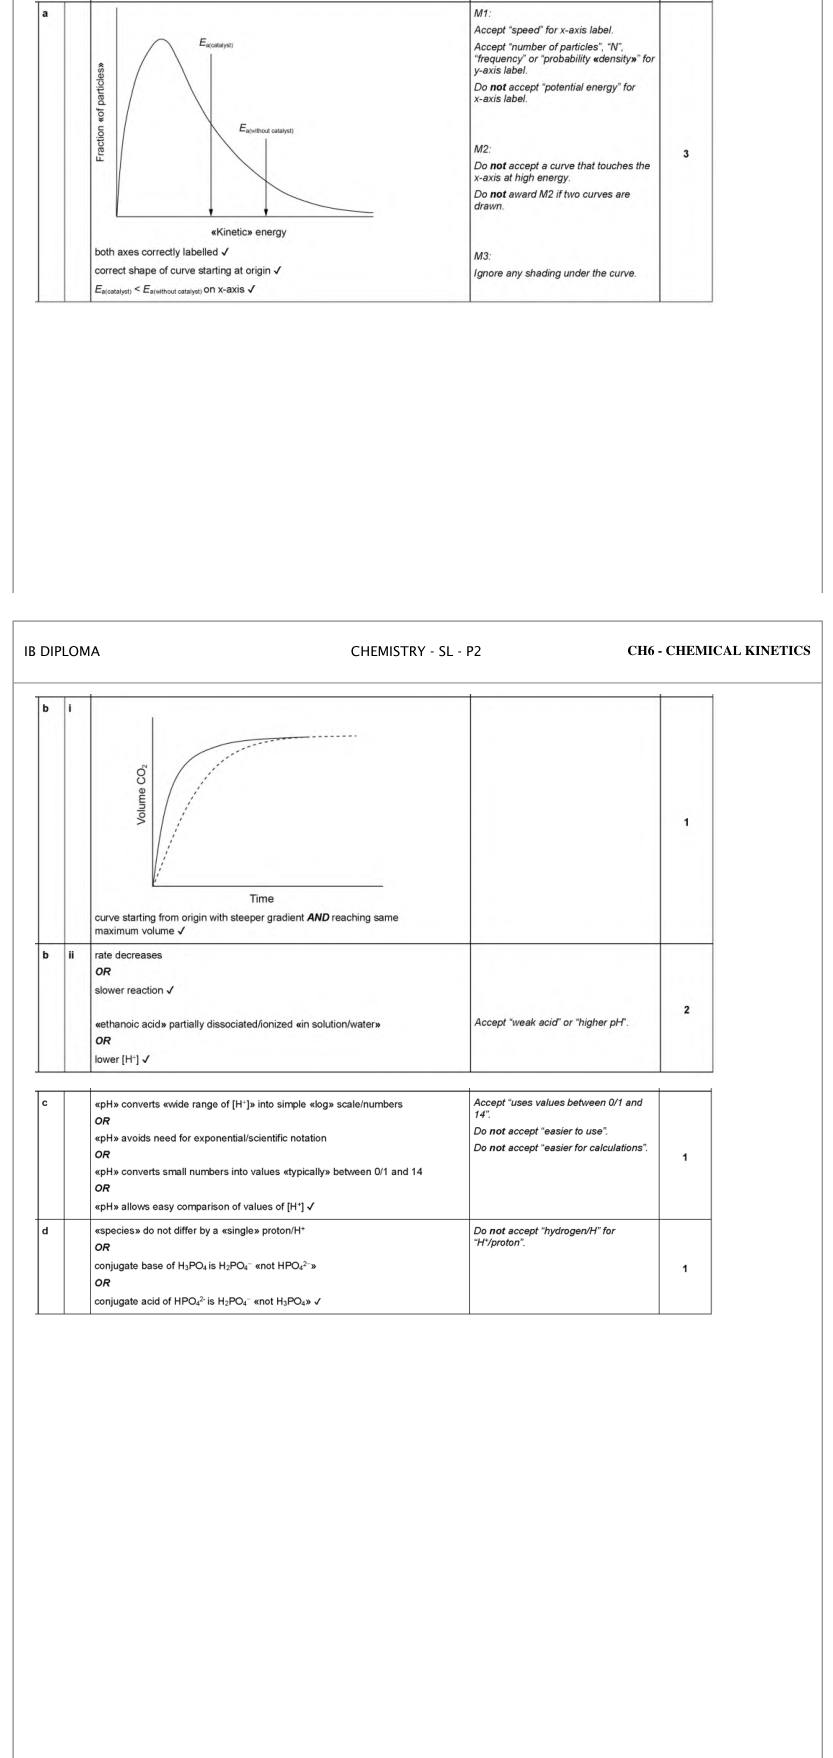 a
E a(catalyst)
E a(without catalyst)
Fraction «of particles»
«Kinetic» energy
both axes correctly labelled ✓
correct shape of curve starting at origin ✓
E a(catalyst) < E a(without catalyst) on x-axis ✓
M1:
Accept “speed” for x-axis label.
Accept “number of particles”, “N”,
“frequency” or “probability «density»” for
y-axis label.
Do not accept “potential energy” for
x-axis label.
M2:
Do not accept a curve that touches the
x-axis at high energy.
Do not award M2 if two curves are
drawn.
M3:
Ignore any shading under the curve.
3
IB DIPLOMA
CHEMISTRY - SL - P2
CH6 - CHEMICAL KINETICS
b i
Volume CO₂
Time
curve starting from origin with steeper gradient AND reaching same
maximum volume ✓
1
b ii
rate decreases
OR
slower reaction ✓
«ethanoic acid» partially dissociated/ionized «in solution/water»
OR
lower [H⁺] ✓
Accept “weak acid” or “higher pH”.
2
c
«pH» converts «wide range of [H⁺]» into simple «log» scale/numbers
OR
«pH» avoids need for exponential/scientific notation
OR
«pH» converts small numbers into values «typically» between 0/1 and 14
OR
«pH» allows easy comparison of values of [H⁺] ✓
Accept “uses values between 0/1 and
14”.
Do not accept “easier to use”.
Do not accept “easier for calculations”.
1
d
«species» do not differ by a «single» proton/H⁺
OR
conjugate base of H₃PO₄ is H₂PO₄⁻ «not HPO₄²⁻»
OR
conjugate acid of HPO₄²⁻ is H₂PO₄⁻ «not H₃PO₄» ✓
Do not accept “hydrogen/H” for
“H⁺/proton”.
1